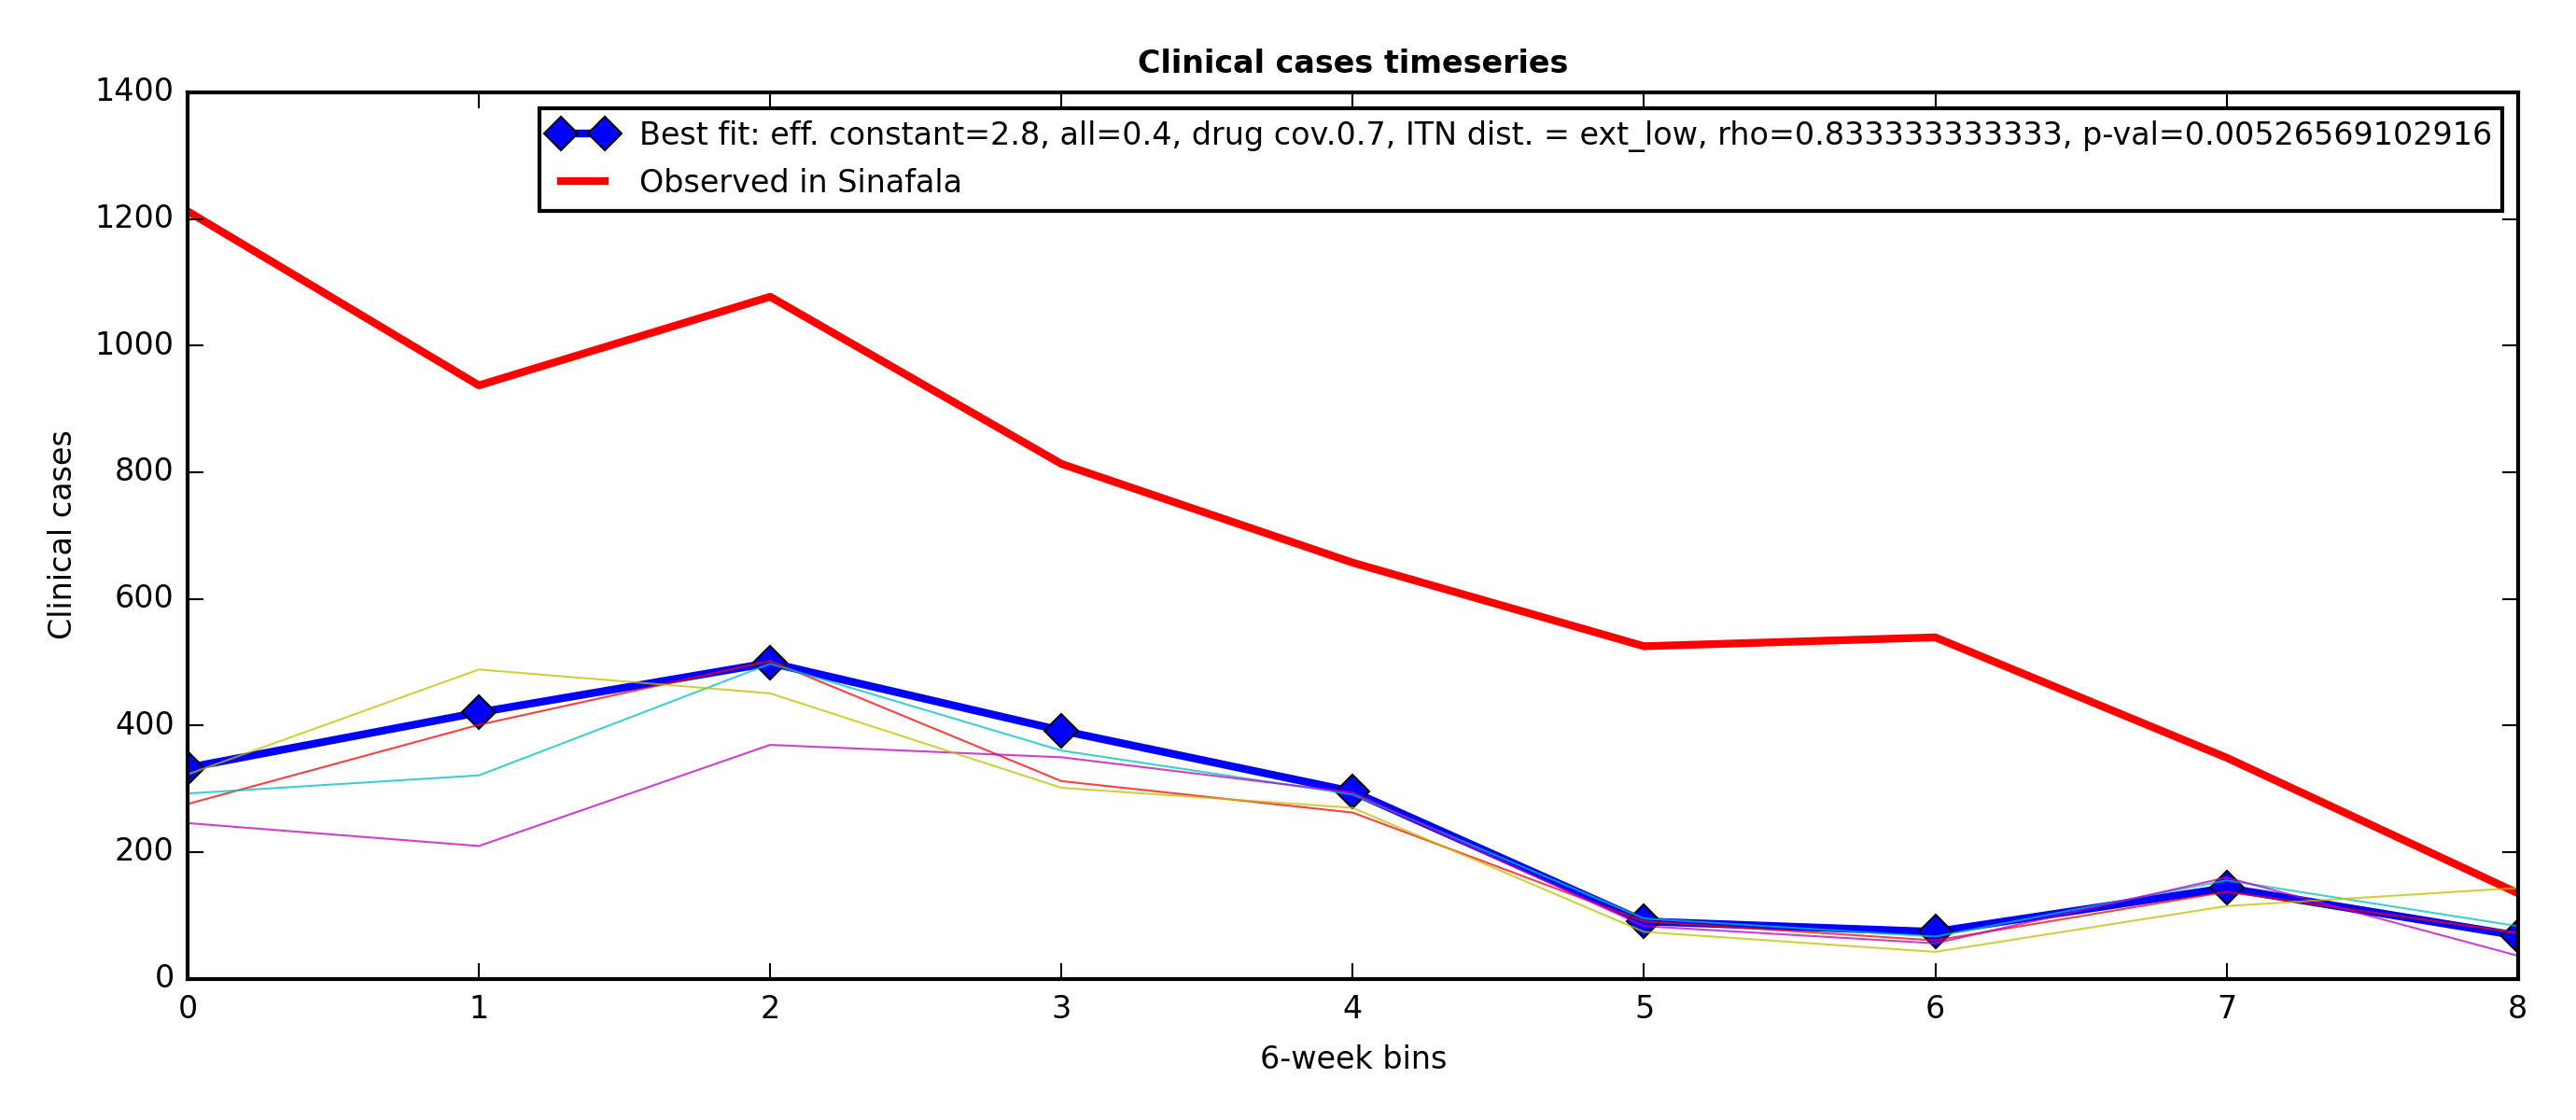 Clinical cases timeseries
1400
1200
1000
800
600
400
200
0
Clinical cases
Best fit: eff. constant=2.8, all=0.4, drug cov.0.7, ITN dist. = ext_low, rho=0.833333333333, p-val=0.00526569102916
Observed in Sinafala
0 1 2 3 4 5 6 7 8
6-week bins